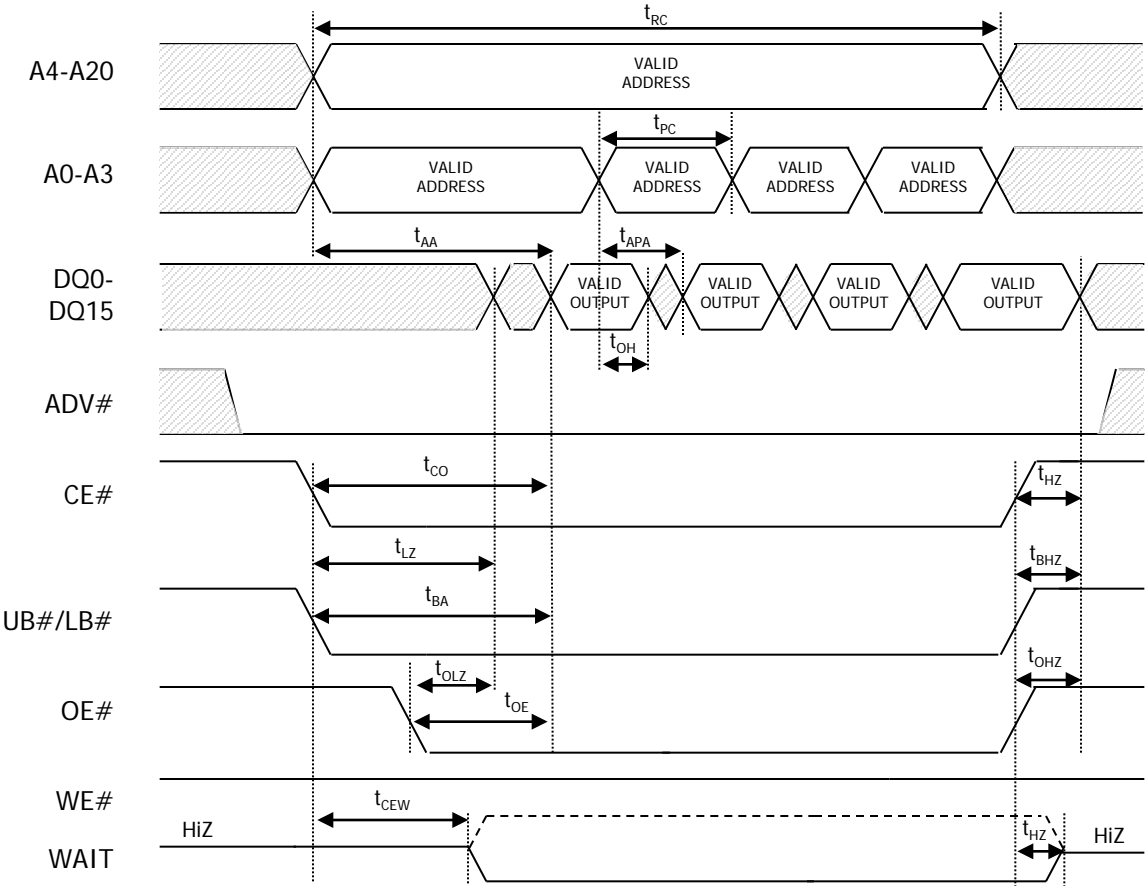 tRC
A4-A20
VALID
ADDRESS
tPC
A0-A3
VALID
ADDRESS
VALID
ADDRESS
VALID
ADDRESS
VALID
ADDRESS
tAA
tAPA
DQ0-
DQ15
VALID
OUTPUT
VALID
OUTPUT
VALID
OUTPUT
VALID
OUTPUT
tOH
ADV#
CE#
tCO
tHZ
tLZ
tBHZ
UB#/LB#
tBA
tOLZ
tOHZ
OE#
tOE
WE#
tCEW
HiZ
tHZ
HiZ
WAIT